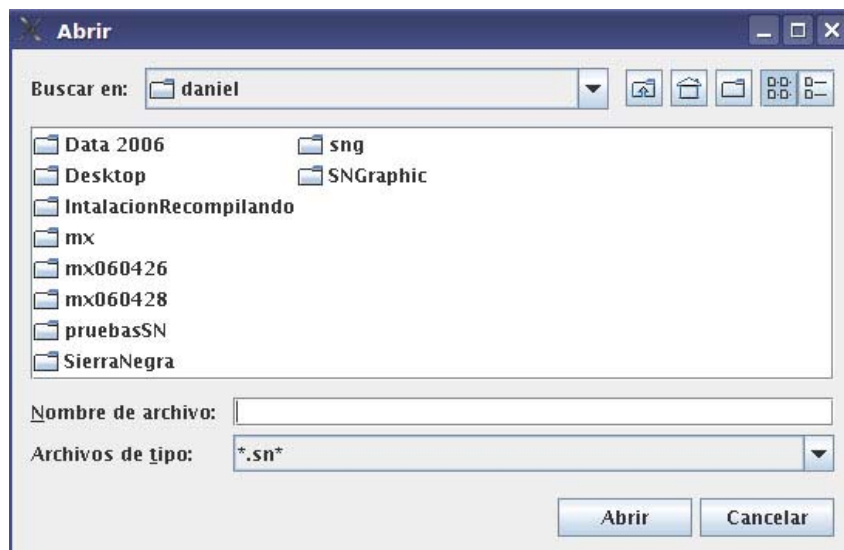 Abrir
Buscar en: daniel
Data 2006
Desktop
IntalacionRecompilando
mx
mx060426
mx060428
pruebasSN
SierraNegra
sng
SNGraphic
Nombre de archivo:
Archivos de tipo: *.sn*
Abrir Cancelar